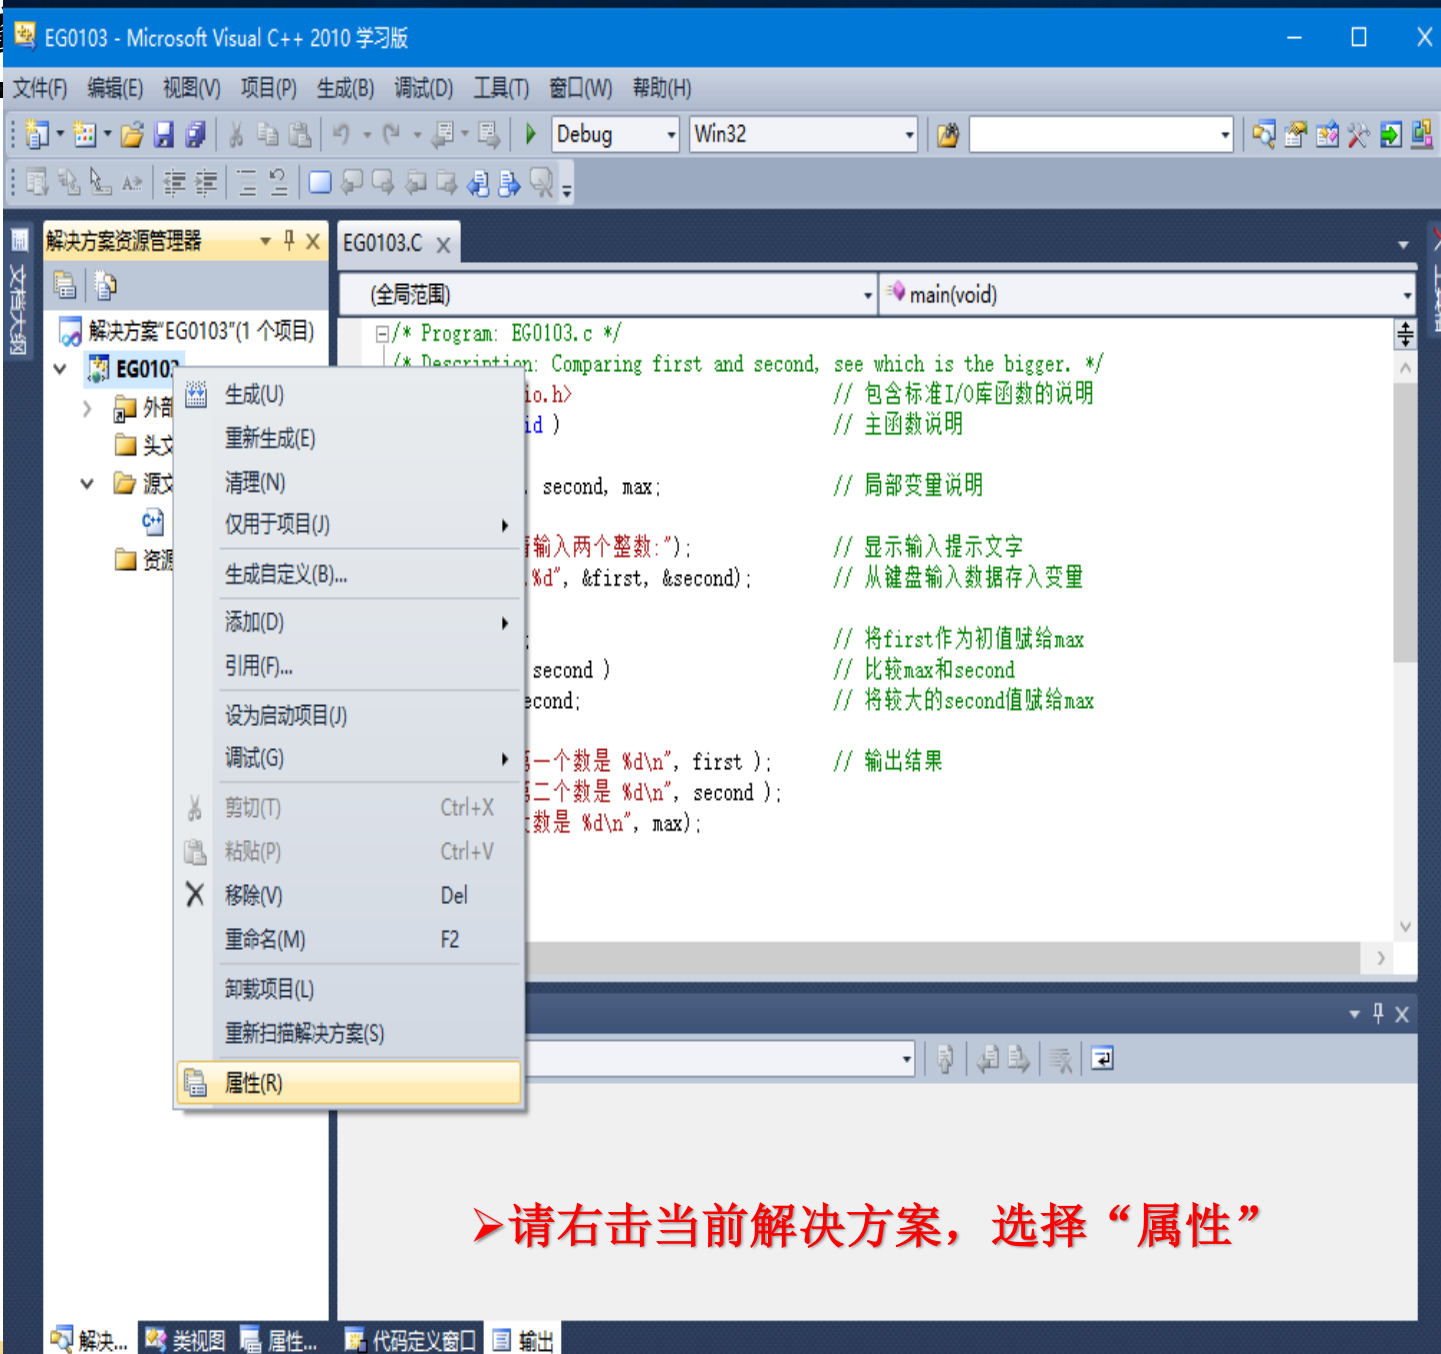 EG0103 - Microsoft Visual C++ 2010 学习版
文件(F) 编辑(E) 视图(V) 项目(P) 生成(B) 调试(D) 工具(T) 窗口(W) 帮助(H)
Debug Win32
解决方案资源管理器
EG0103.C
文档大纲
(全局范围)
main(void)
解决方案"EG0103"(1 个项目)
EG0103
外部
头文
源文
资源
/* Program: EG0103.c */
/* Description: Comparing first and second, see which is the bigger. */
io.h> // 包含标准I/O库函数的说明
id ) // 主函数说明
, second, max; // 局部变量说明
输入两个整数:"); // 显示输入提示文字
%d", &first, &second); // 从键盘输入数据存入变量
; // 将first作为初值赋给max
second ) // 比较max和second
econd; // 将较大的second值赋给max
一个数是 %d\n", first ); // 输出结果
二个数是 %d\n", second );
数是 %d\n", max);
生成(U)
重新生成(E)
清理(N)
仅用于项目(J)
生成自定义(B)...
添加(D)
引用(F)...
设为启动项目(J)
调试(G)
剪切(T) Ctrl+X
粘贴(P) Ctrl+V
移除(V) Del
重命名(M) F2
卸载项目(L)
重新扫描解决方案(S)
属性(R)
➢请右击当前解决方案，选择“属性”
解决... 类视图 属性... 代码定义窗口 输出